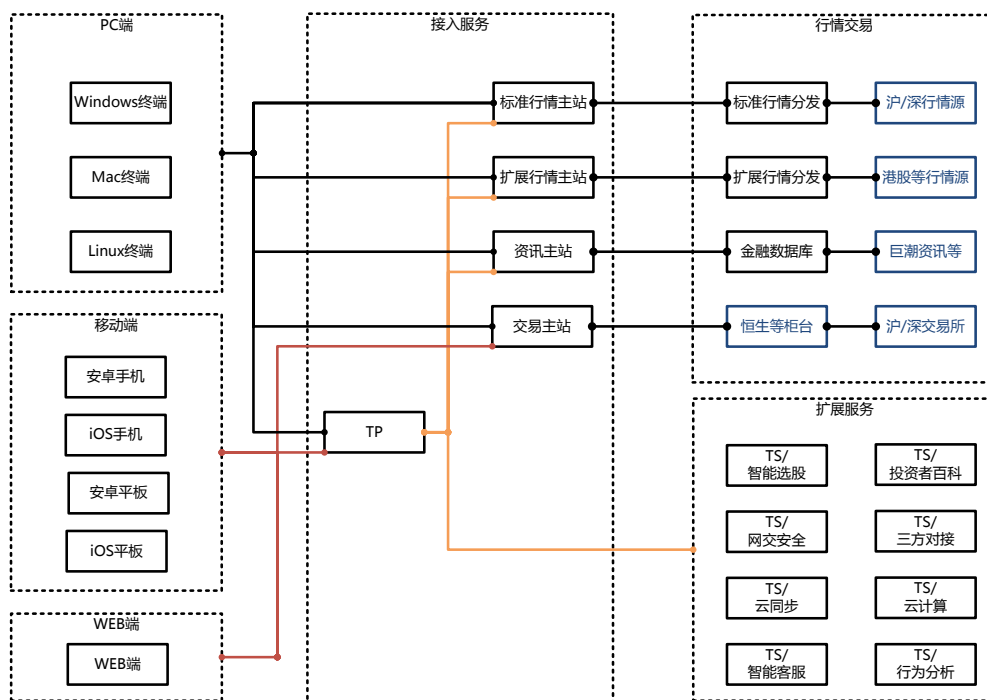 PC端
Windows终端
Mac终端
Linux终端
移动端
安卓手机
iOS手机
安卓平板
iOS平板
WEB端
WEB端
接入服务
标准行情主站
扩展行情主站
资讯主站
交易主站
TP
行情交易
标准行情分发
沪/深行情源
扩展行情分发
港股等行情源
金融数据库
巨潮资讯等
恒生等柜台
沪/深交易所
扩展服务
TS/
智能选股
TS/
投资者百科
TS/
网交安全
TS/
三方对接
TS/
云同步
TS/
云计算
TS/
智能客服
TS/
行为分析